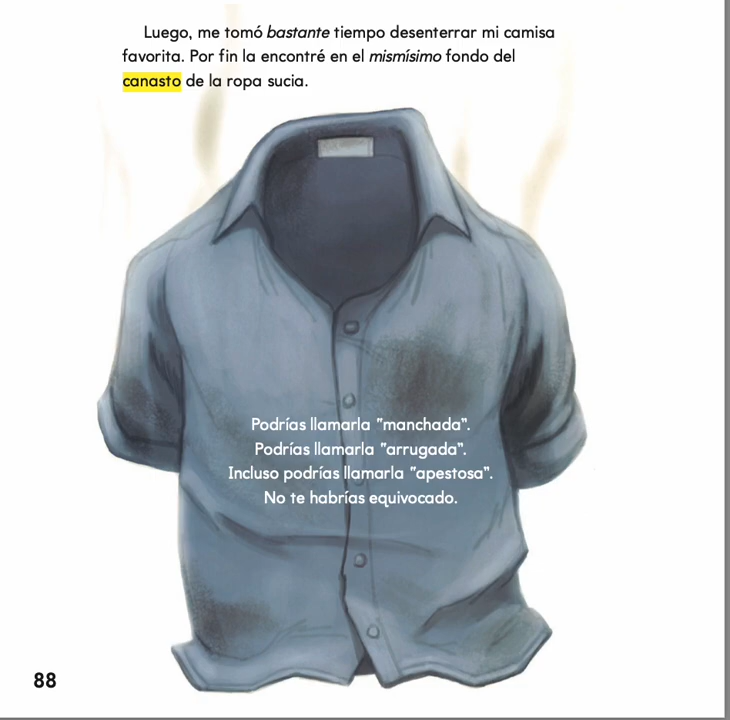 Luego, me tomó bastante tiempo desenterrar mi camisa
favorita. Por fin la encontré en el mismísimo fondo del
canasto de la ropa sucia.
Podrías llamarla "manchada".
Podrías llamarla "arrugada".
Incluso podrías llamarla "apestosa".
No te habrías equivocado.
88